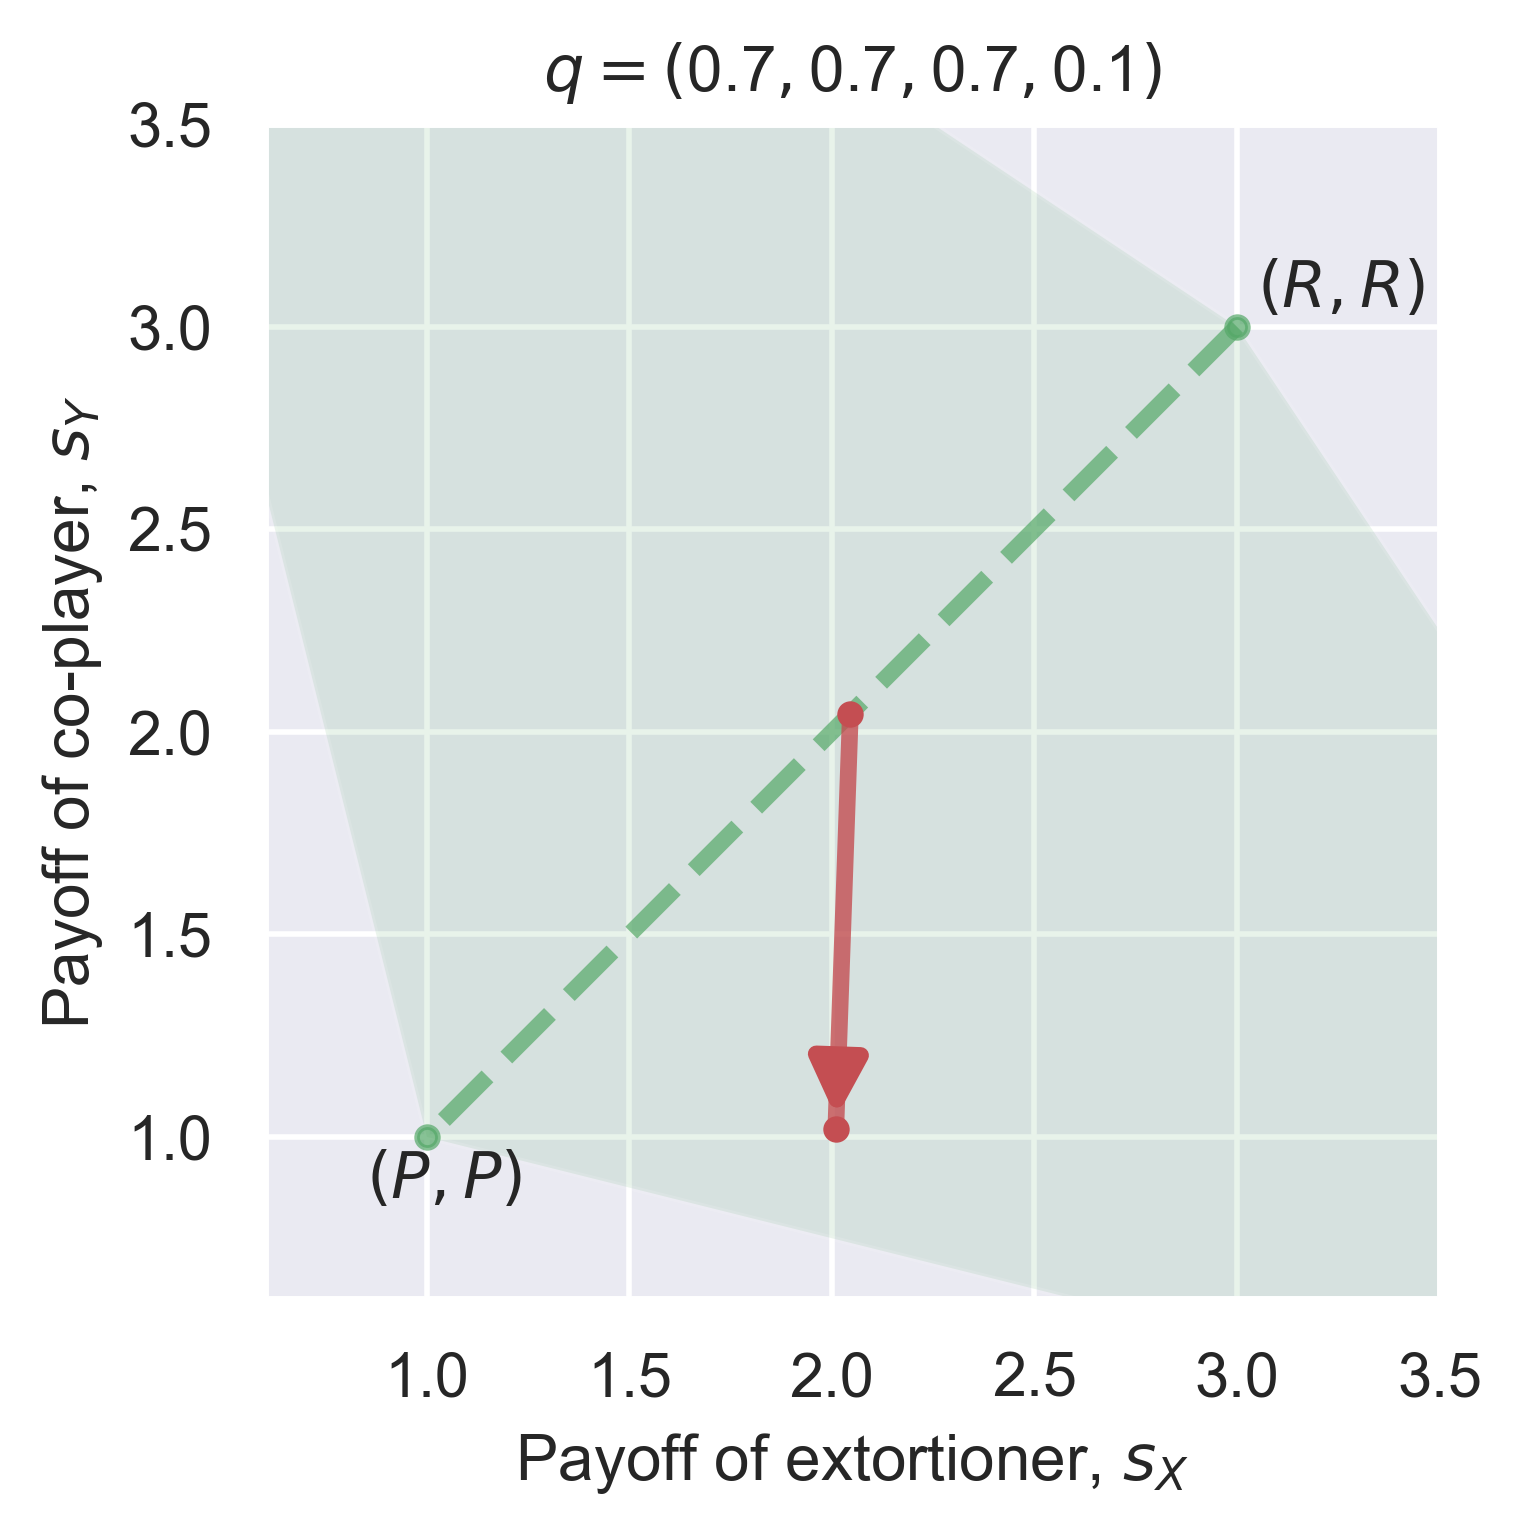 q = (0.7, 0.7, 0.7, 0.1)
3.5
3.0
2.5
2.0
1.5
1.0
Payoff of co-player, s_Y
(R, R)
(P, P)
1.0 1.5 2.0 2.5 3.0 3.5
Payoff of extortioner, s_X